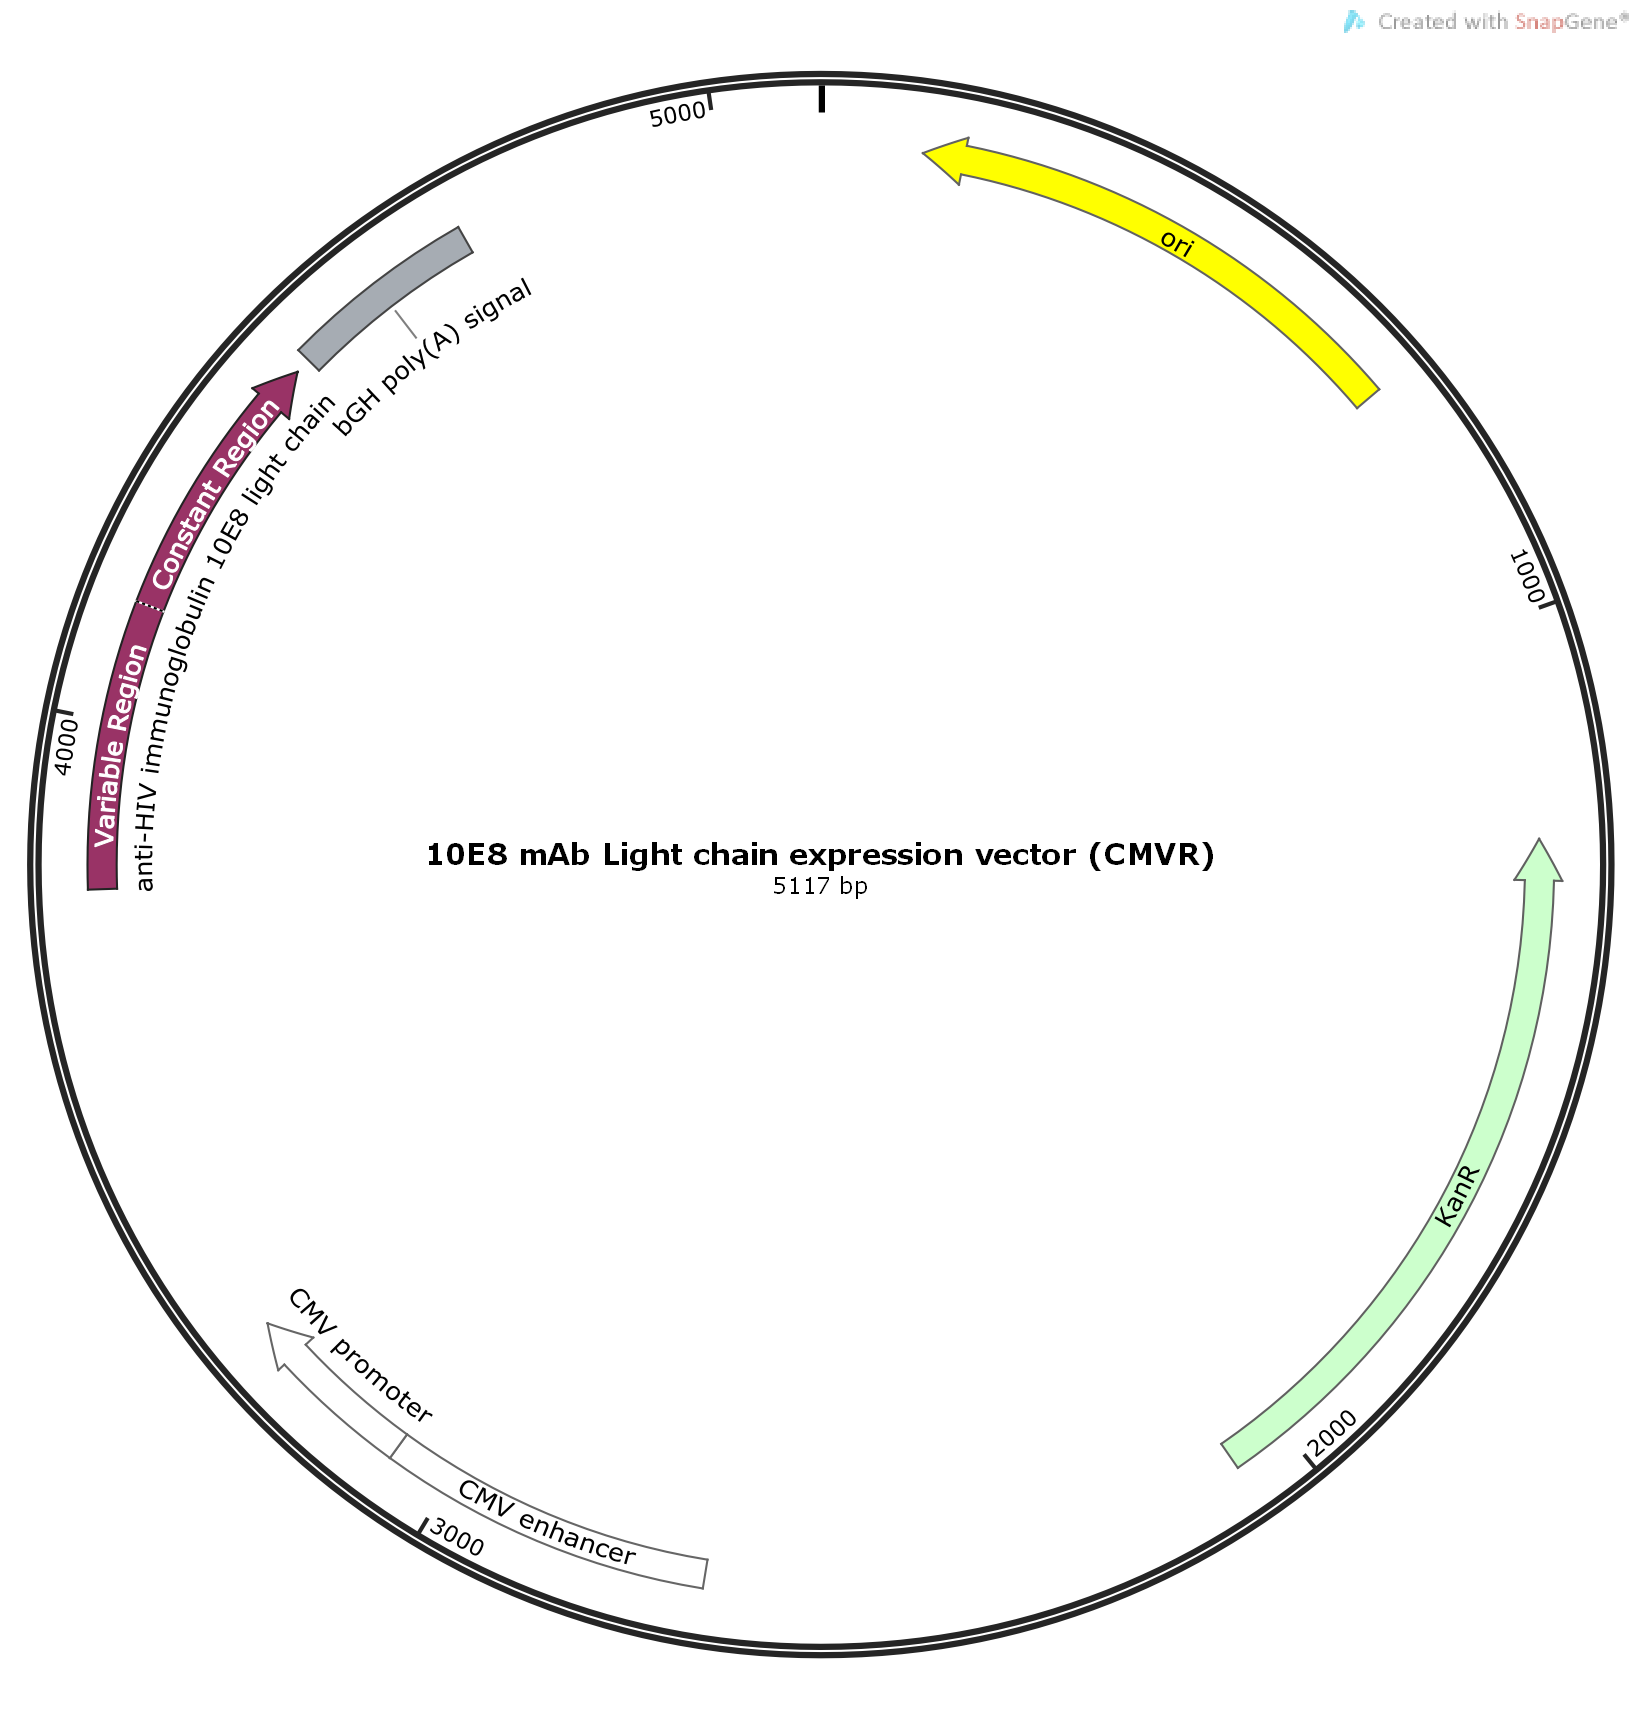 Created with SnapGene®
5000
ori
bGH poly(A) signal
1000
Constant Region
anti-HIV immunoglobulin 10E8 light chain
Variable Region
4000
10E8 mAb Light chain expression vector (CMVR)
5117 bp
KanR
CMV promoter
2000
CMV enhancer
3000